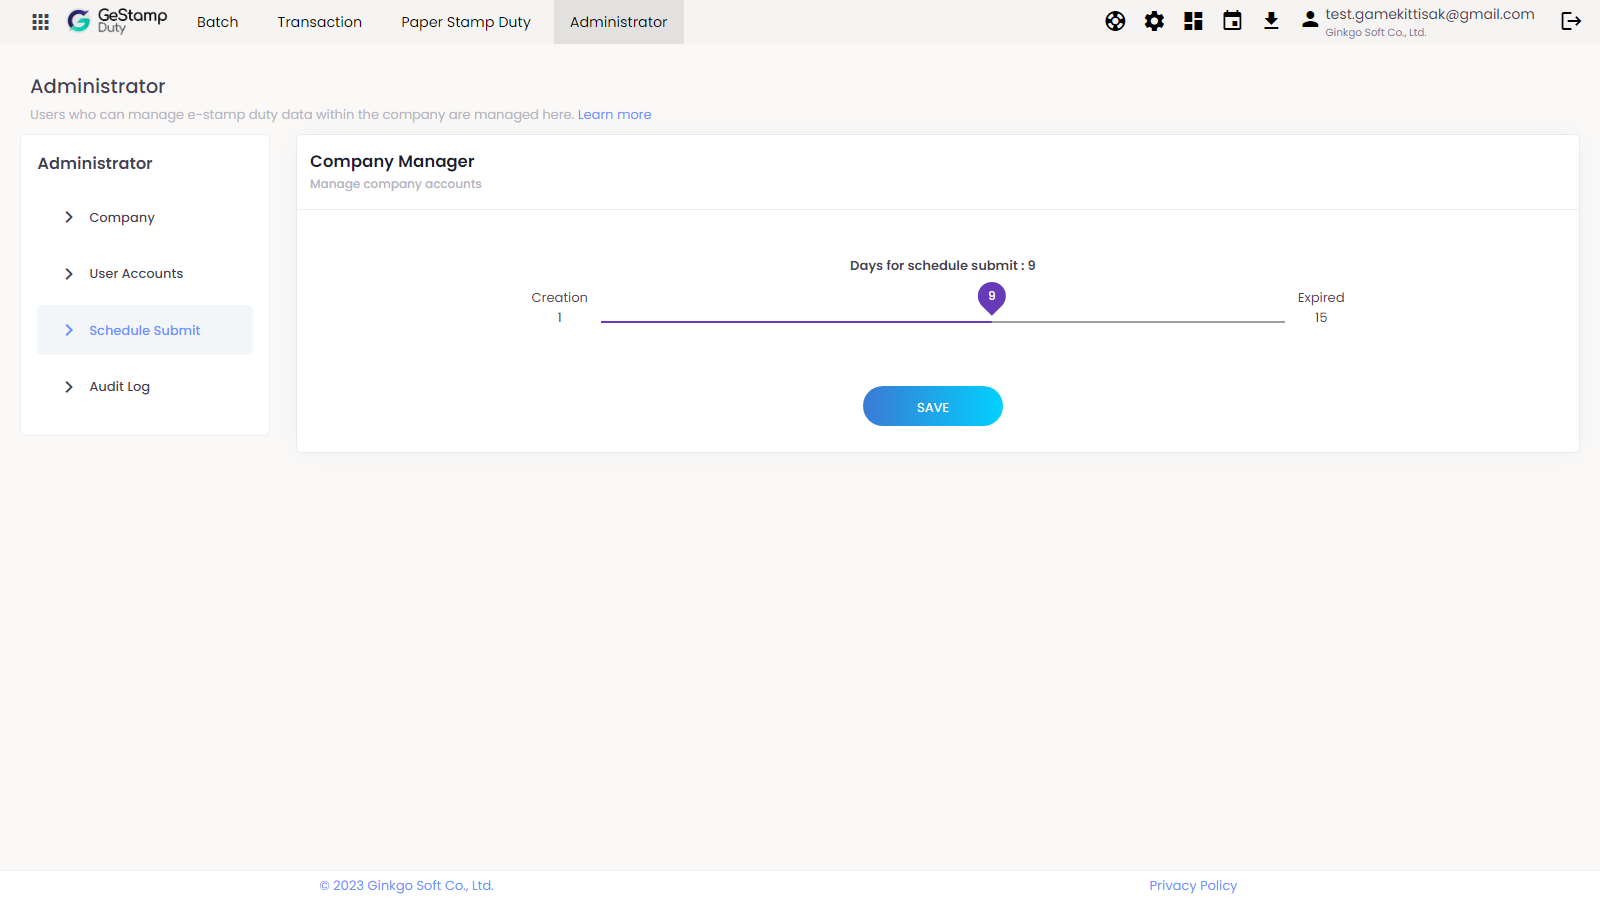 GeStamp
Duty
Batch
Transaction
Paper Stamp Duty
Administrator
test.gamekittisak@gmail.com
Ginkgo Soft Co., Ltd.
Administrator
Users who can manage e-stamp duty data within the company are managed here. Learn more
Administrator
Company
User Accounts
Schedule Submit
Audit Log
Company Manager
Manage company accounts
Days for schedule submit : 9
Creation
1
9
Expired
15
SAVE
© 2023 Ginkgo Soft Co., Ltd.
Privacy Policy